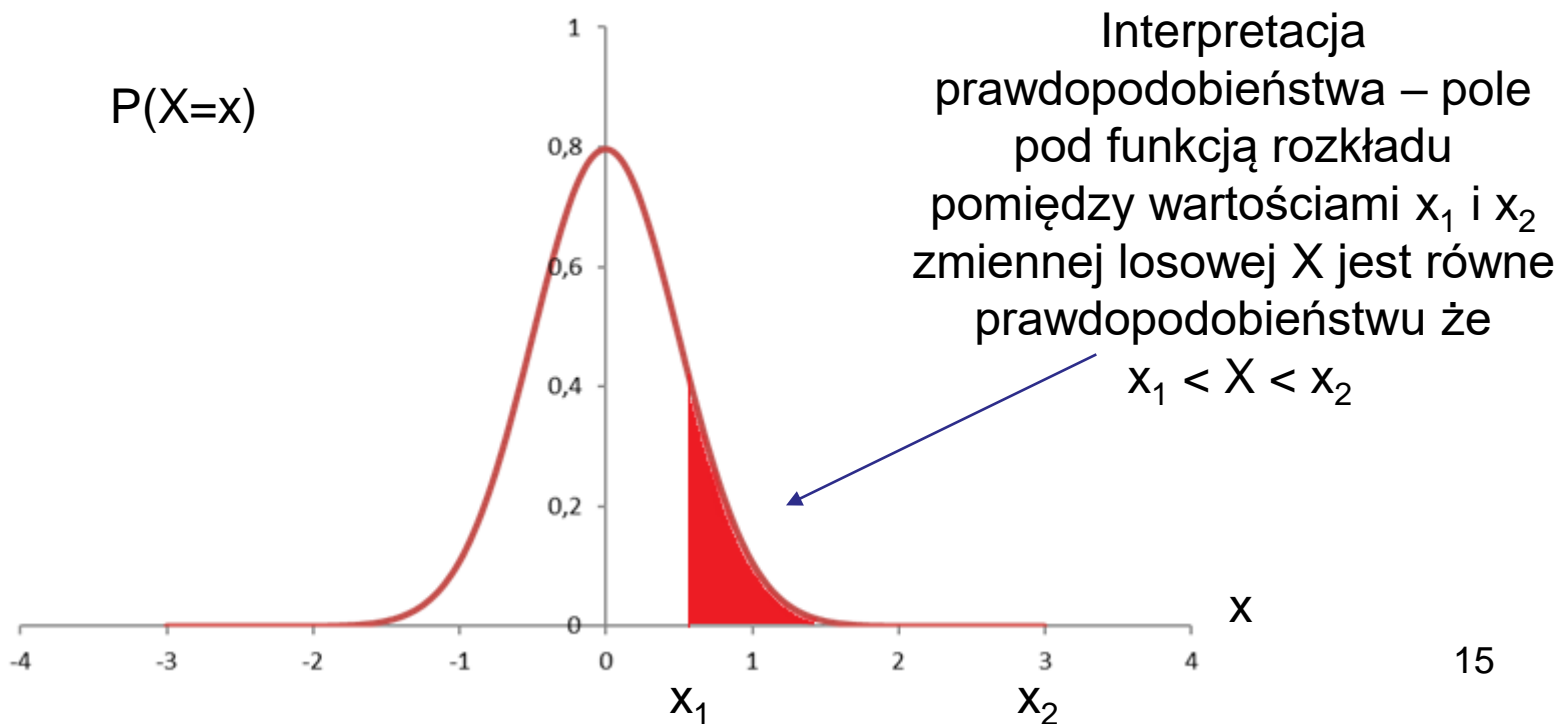 P(X=x)
Interpretacja
prawdopodobieństwa – pole
pod funkcją rozkładu
pomiędzy wartościami x₁ i x₂
zmiennej losowej X jest równe
prawdopodobieństwu że
x₁ < X < x₂
1
0,8
0,6
0,4
0,2
0
x
-4 -3 -2 -1 0 1 2 3 4
x₁ x₂
15